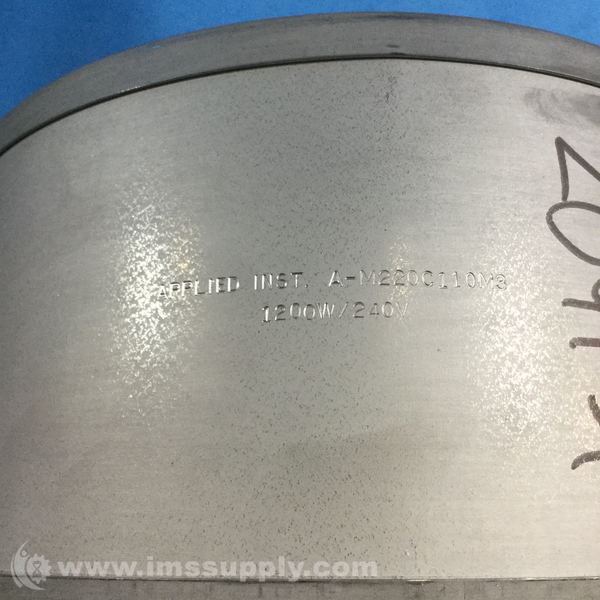 APPLIED INST. A-M220C110M3
1200W/240V
www.imssupply.com